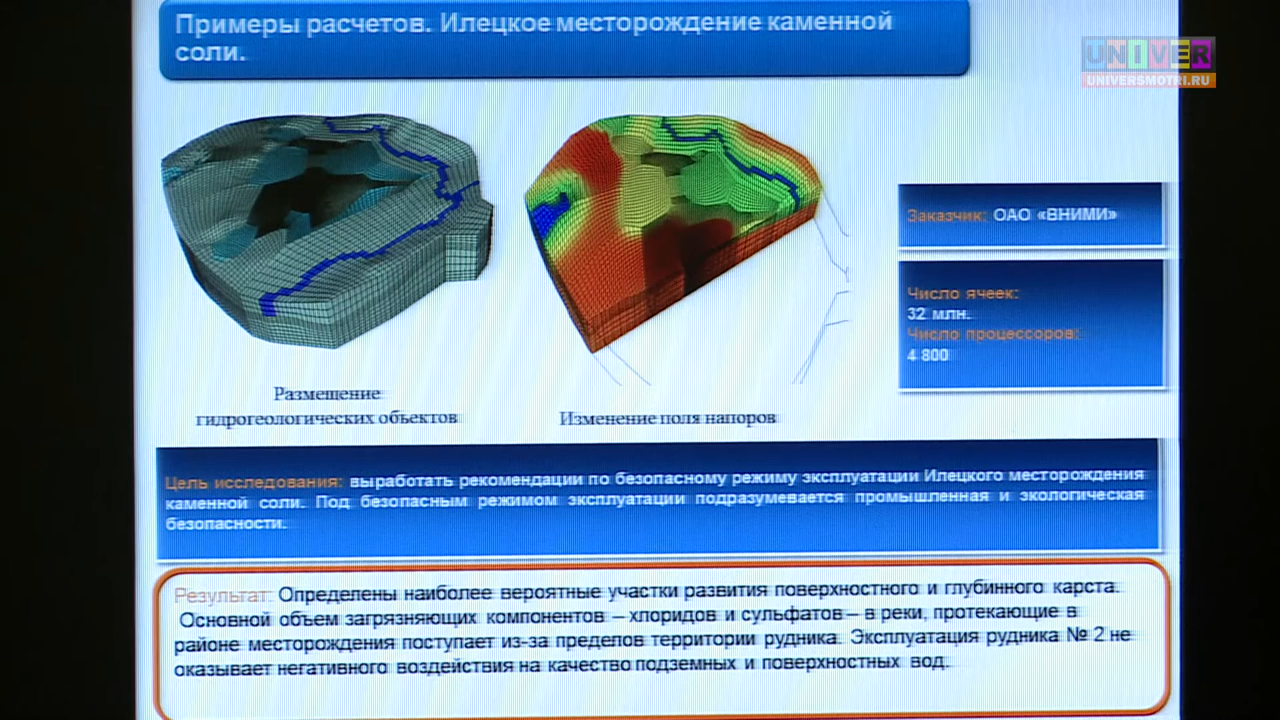 Примеры расчетов. Илецкое месторождение каменной
соли.
UNIVER
UNIVERSMOTRI.RU
Заказчик: ОАО «ВНИМИ»
Число ячеек:
32 млн.
Число процессоров:
4 800
Размещение
гидрогеологических объектов
Изменение поля напоров
Цель исследования: выработать рекомендации по безопасному режиму эксплуатации Илецкого месторождения
каменной соли. Под безопасным режимом эксплуатации подразумевается промышленная и экологическая
безопасности.
Результат: Определены наиболее вероятные участки развития поверхностного и глубинного карста.
Основной объем загрязняющих компонентов – хлоридов и сульфатов – в реки, протекающие в
районе месторождения поступает из-за пределов территории рудника. Эксплуатация рудника № 2 не
оказывает негативного воздействия на качество подземных и поверхностных вод.